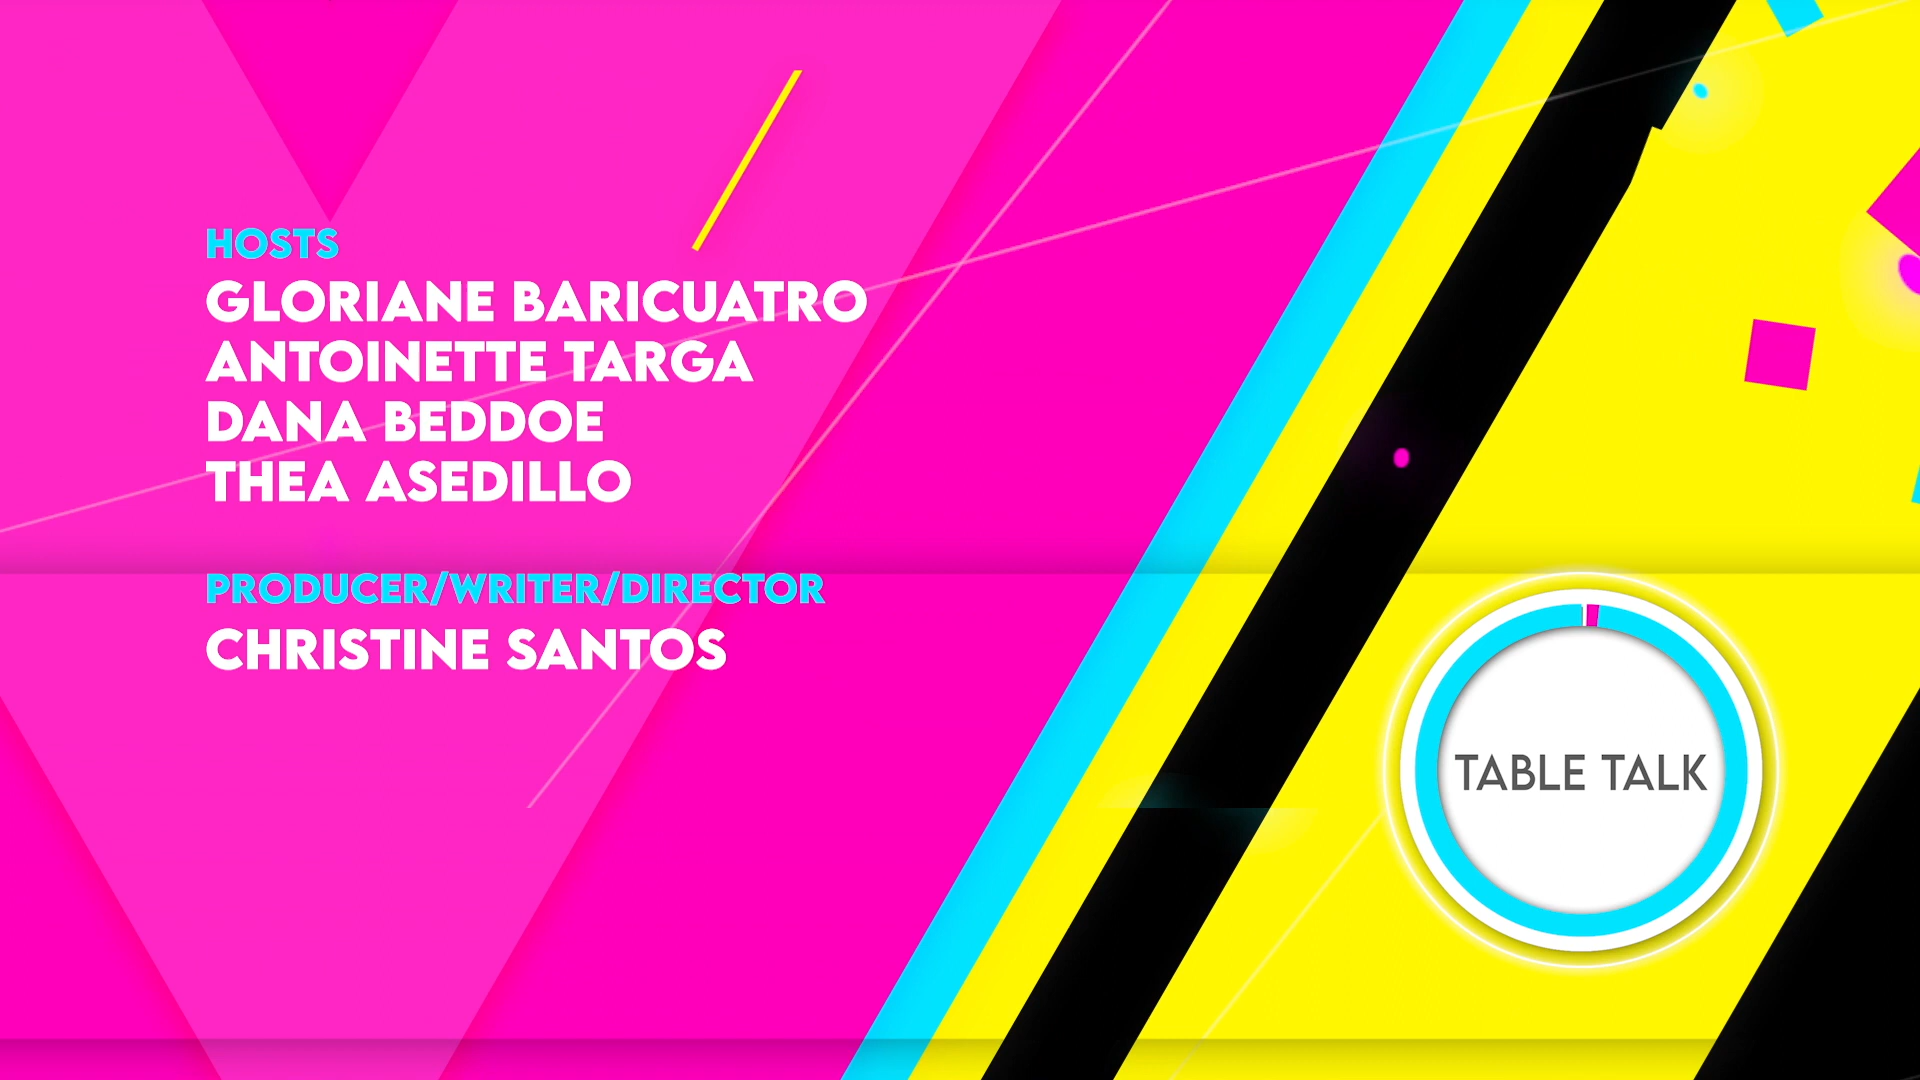 HOSTS
GLORIANE BARICUATRO
ANTOINETTE TARGA
DANA BEDDOE
THEA ASEDILLO
PRODUCER/WRITER/DIRECTOR
CHRISTINE SANTOS
TABLE TALK